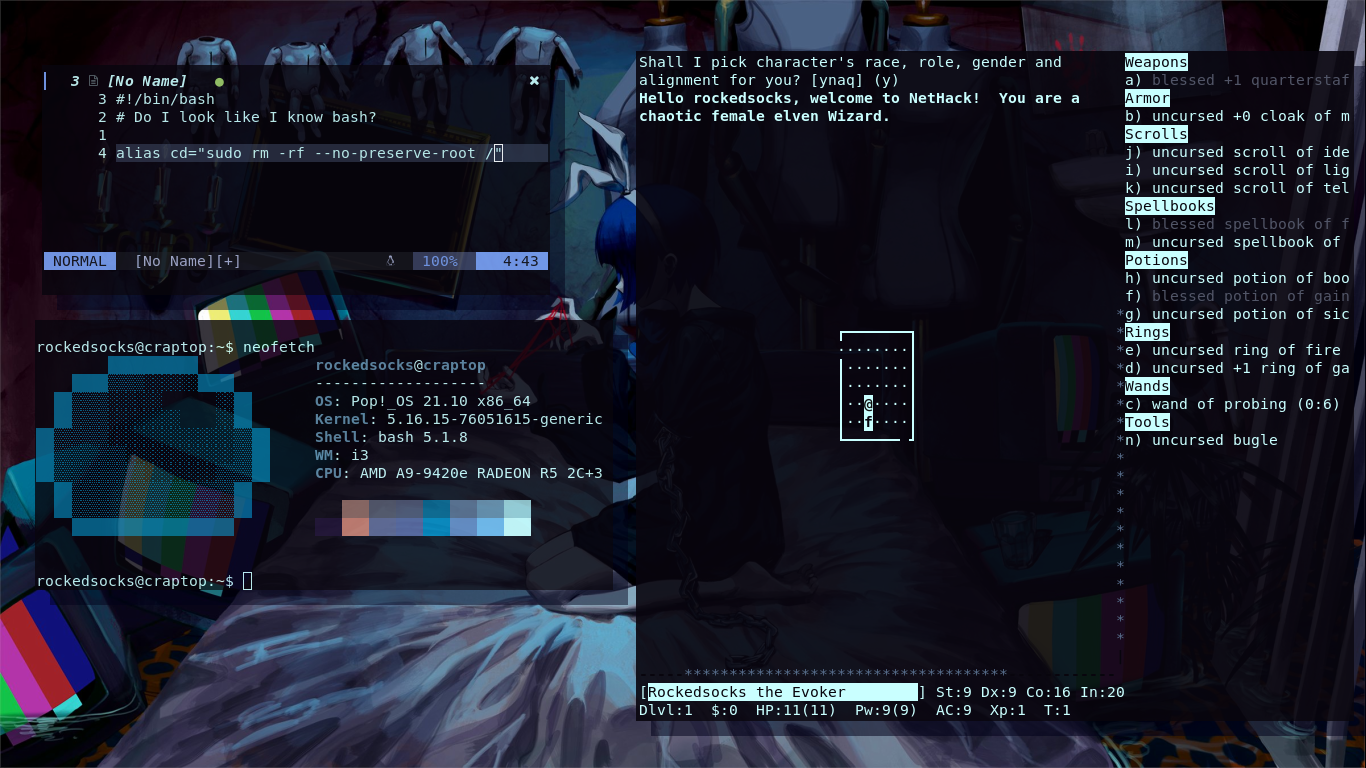 3 [No Name] ● ✖
3 #!/bin/bash
2 # Do I look like I know bash?
1
4 alias cd="sudo rm -rf --no-preserve-root /"
NORMAL [No Name][+] 100% 4:43
rockedsocks@craptop:~$ neofetch
rockedsocks@craptop
-------------------
OS: Pop!_OS 21.10 x86_64
Kernel: 5.16.15-76051615-generic
Shell: bash 5.1.8
WM: i3
CPU: AMD A9-9420e RADEON R5 2C+3
rockedsocks@craptop:~$
Shall I pick character's race, role, gender and
alignment for you? [ynaq] (y)
Hello rockedsocks, welcome to NetHack!  You are a
chaotic female elven Wizard.
········
·······
·······
··@····
··f····
Weapons
a) blessed +1 quarterstaf
Armor
b) uncursed +0 cloak of m
Scrolls
j) uncursed scroll of ide
i) uncursed scroll of lig
k) uncursed scroll of tel
Spellbooks
l) blessed spellbook of f
m) uncursed spellbook of
Potions
h) uncursed potion of boo
f) blessed potion of gain
g) uncursed potion of sic
Rings
e) uncursed ring of fire
d) uncursed +1 ring of ga
Wands
c) wand of probing (0:6)
Tools
n) uncursed bugle
************************************
[Rockedsocks the Evoker        ] St:9 Dx:9 Co:16 In:20
Dlvl:1  $:0  HP:11(11)  Pw:9(9)  AC:9  Xp:1  T:1